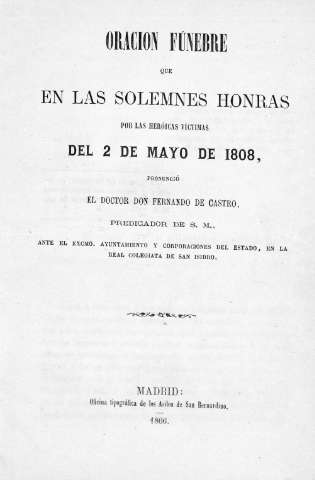 ORACION FÚNEBRE
QUE
EN LAS SOLEMNES HONRAS
POR LAS HERÓICAS VÍCTIMAS
DEL 2 DE MAYO DE 1808,
PRONUNCIÓ
EL DOCTOR DON FERNANDO DE CASTRO,
PREDICADOR DE S. M.,
ANTE EL EXCMO. AYUNTAMIENTO Y CORPORACIONES DEL ESTADO, EN LA
REAL COLEGIATA DE SAN ISIDRO.
MADRID:
Oficina tipográfica de los Asilos de San Bernardino.
1866.